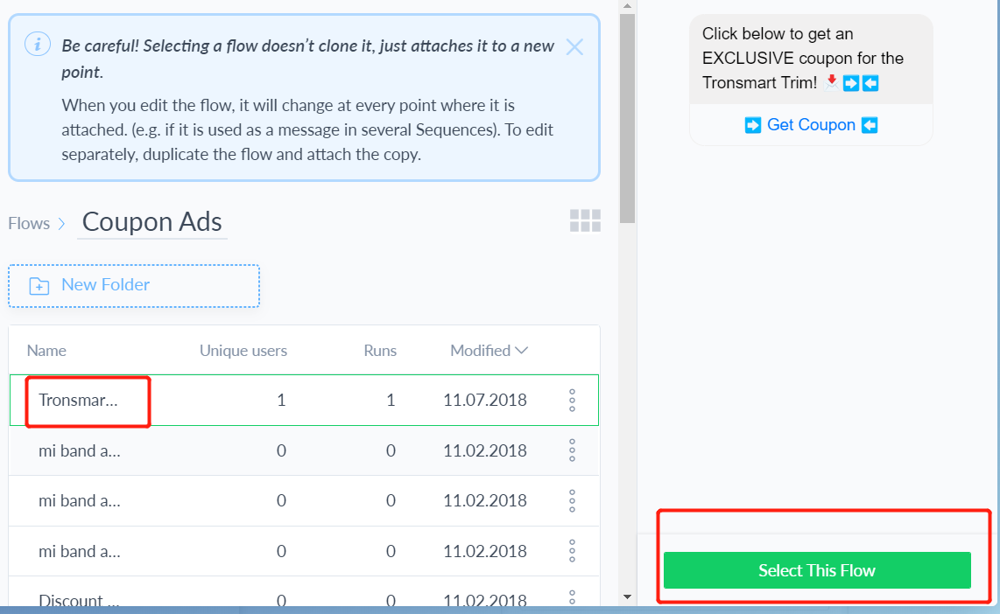 Be careful! Selecting a flow doesn’t clone it, just attaches it to a new
point.
When you edit the flow, it will change at every point where it is
attached. (e.g. if it is used as a message in several Sequences). To edit
separately, duplicate the flow and attach the copy.
Flows > Coupon Ads
New Folder
Name Unique users Runs Modified
Tronsmar... 1 1 11.07.2018
mi band a... 0 0 11.02.2018
mi band a... 0 0 11.02.2018
mi band a... 0 0 11.02.2018
Discount ... 0 0 11.02.2018
Click below to get an
EXCLUSIVE coupon for the
Tronsmart Trim! 📩➡️⬅️
➡️ Get Coupon ⬅️
Select This Flow